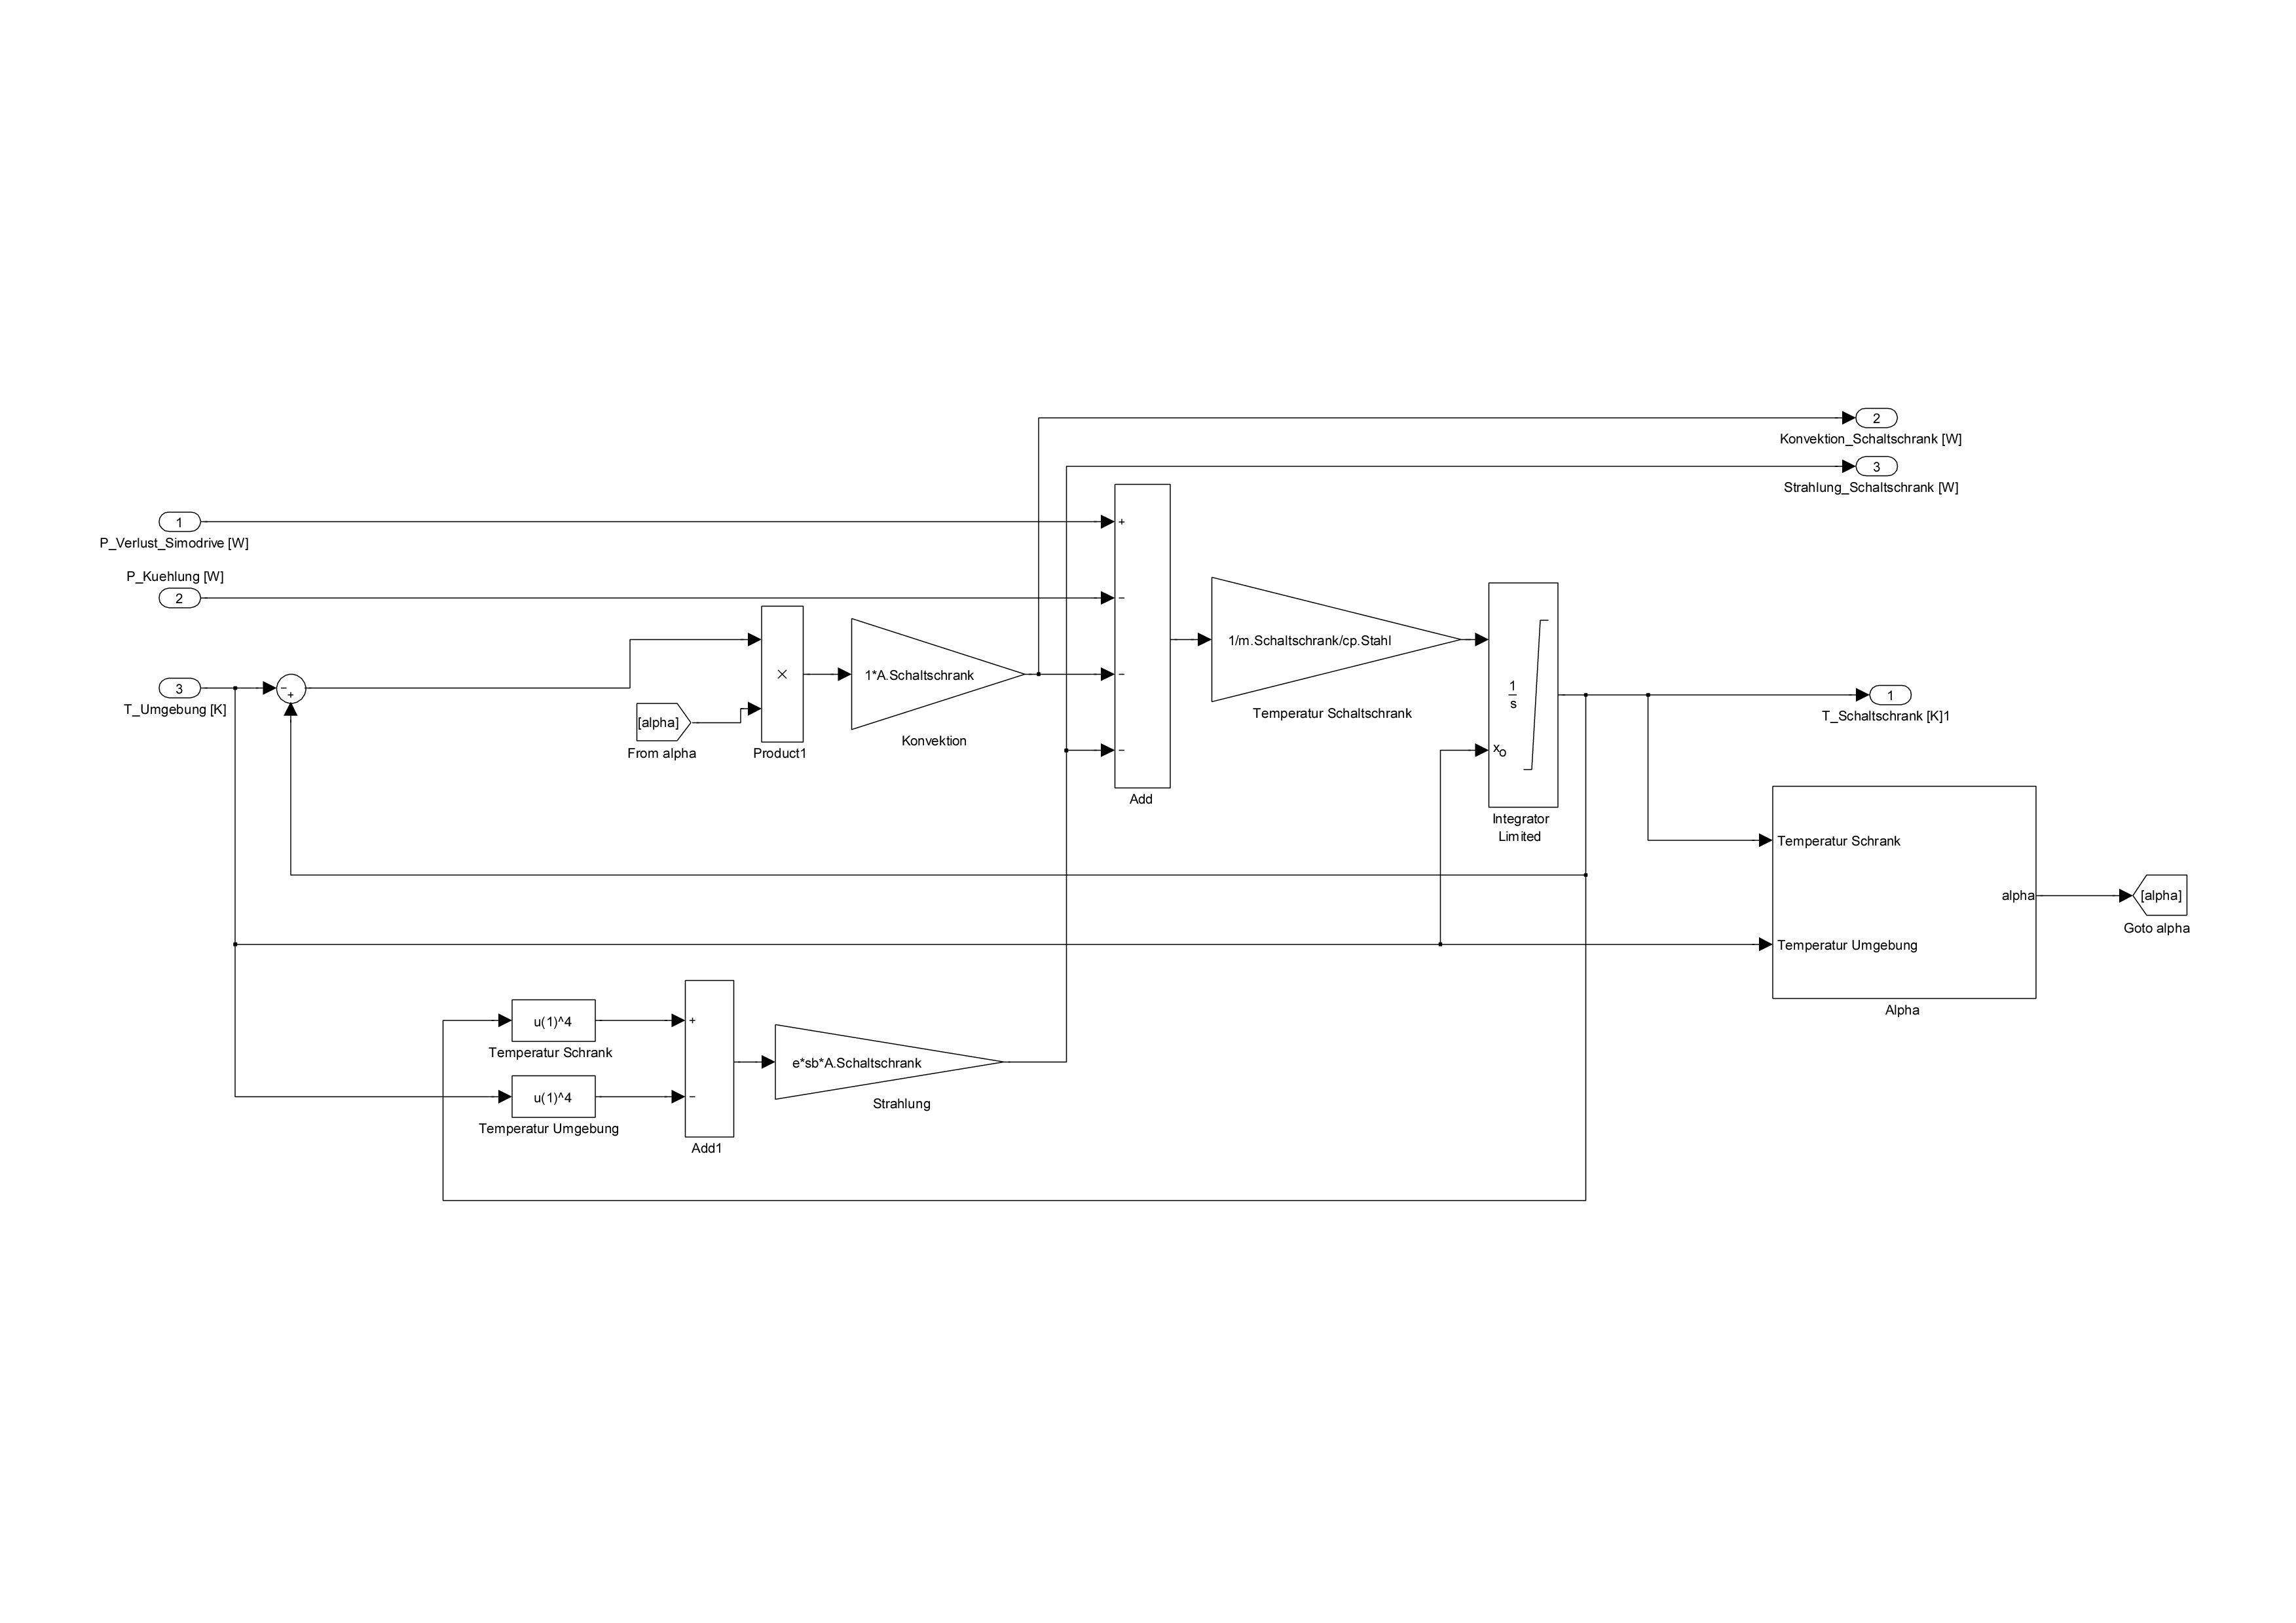 2
Konvektion_Schaltschrank [W]
3
Strahlung_Schaltschrank [W]
1
P_Verlust_Simodrive [W]
P_Kuehlung [W]
2
3
T_Umgebung [K]
−
+
[alpha]
From alpha
×
Product1
1*A.Schaltschrank
Konvektion
+
−
−
−
Add
1/m.Schaltschrank/cp.Stahl
Temperatur Schaltschrank
1
s
xo
Integrator
Limited
1
T_Schaltschrank [K]1
Temperatur Schrank
alpha
Temperatur Umgebung
Alpha
[alpha]
Goto alpha
u(1)^4
Temperatur Schrank
u(1)^4
Temperatur Umgebung
+
−
Add1
e*sb*A.Schaltschrank
Strahlung